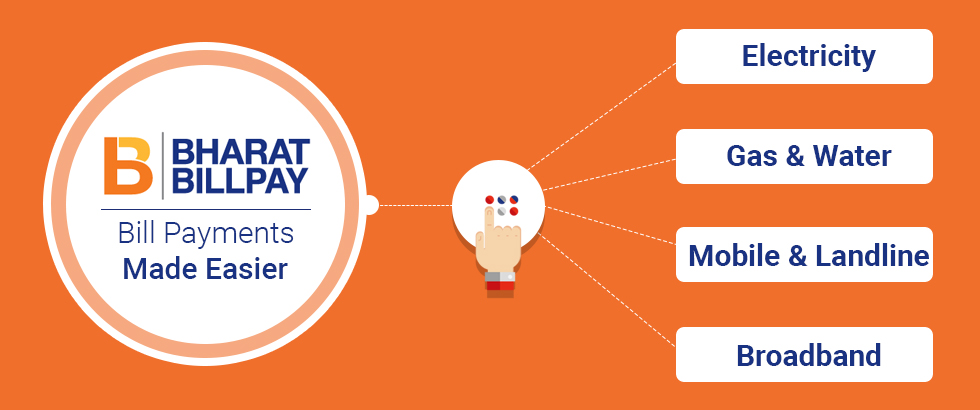 BHARAT
BILLPAY
Bill Payments
Made Easier
Electricity
Gas & Water
Mobile & Landline
Broadband